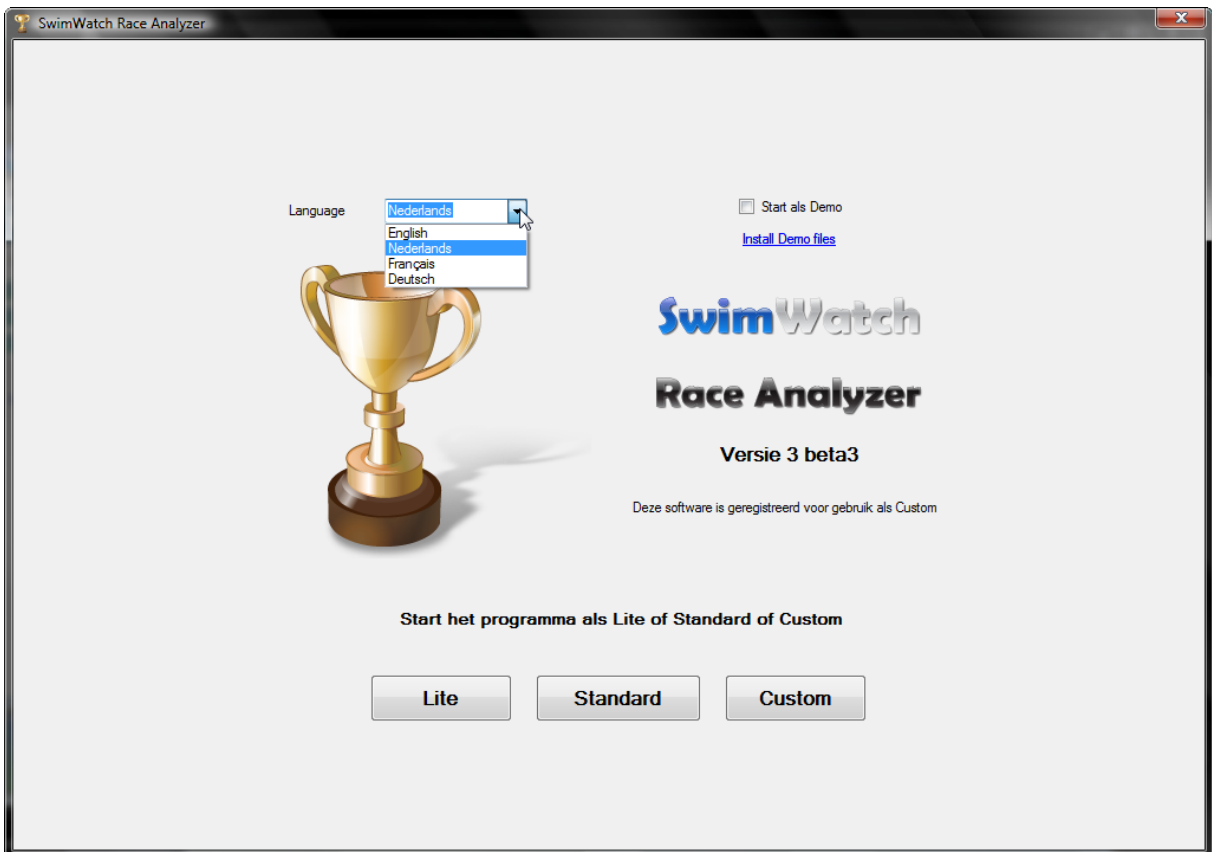 SwimWatch Race Analyzer
Language
Nederlands
English
Nederlands
Français
Deutsch
Start als Demo
Install Demo files
SwimWatch
Race Analyzer
Versie 3 beta3
Deze software is geregistreerd voor gebruik als Custom
Start het programma als Lite of Standard of Custom
Lite
Standard
Custom